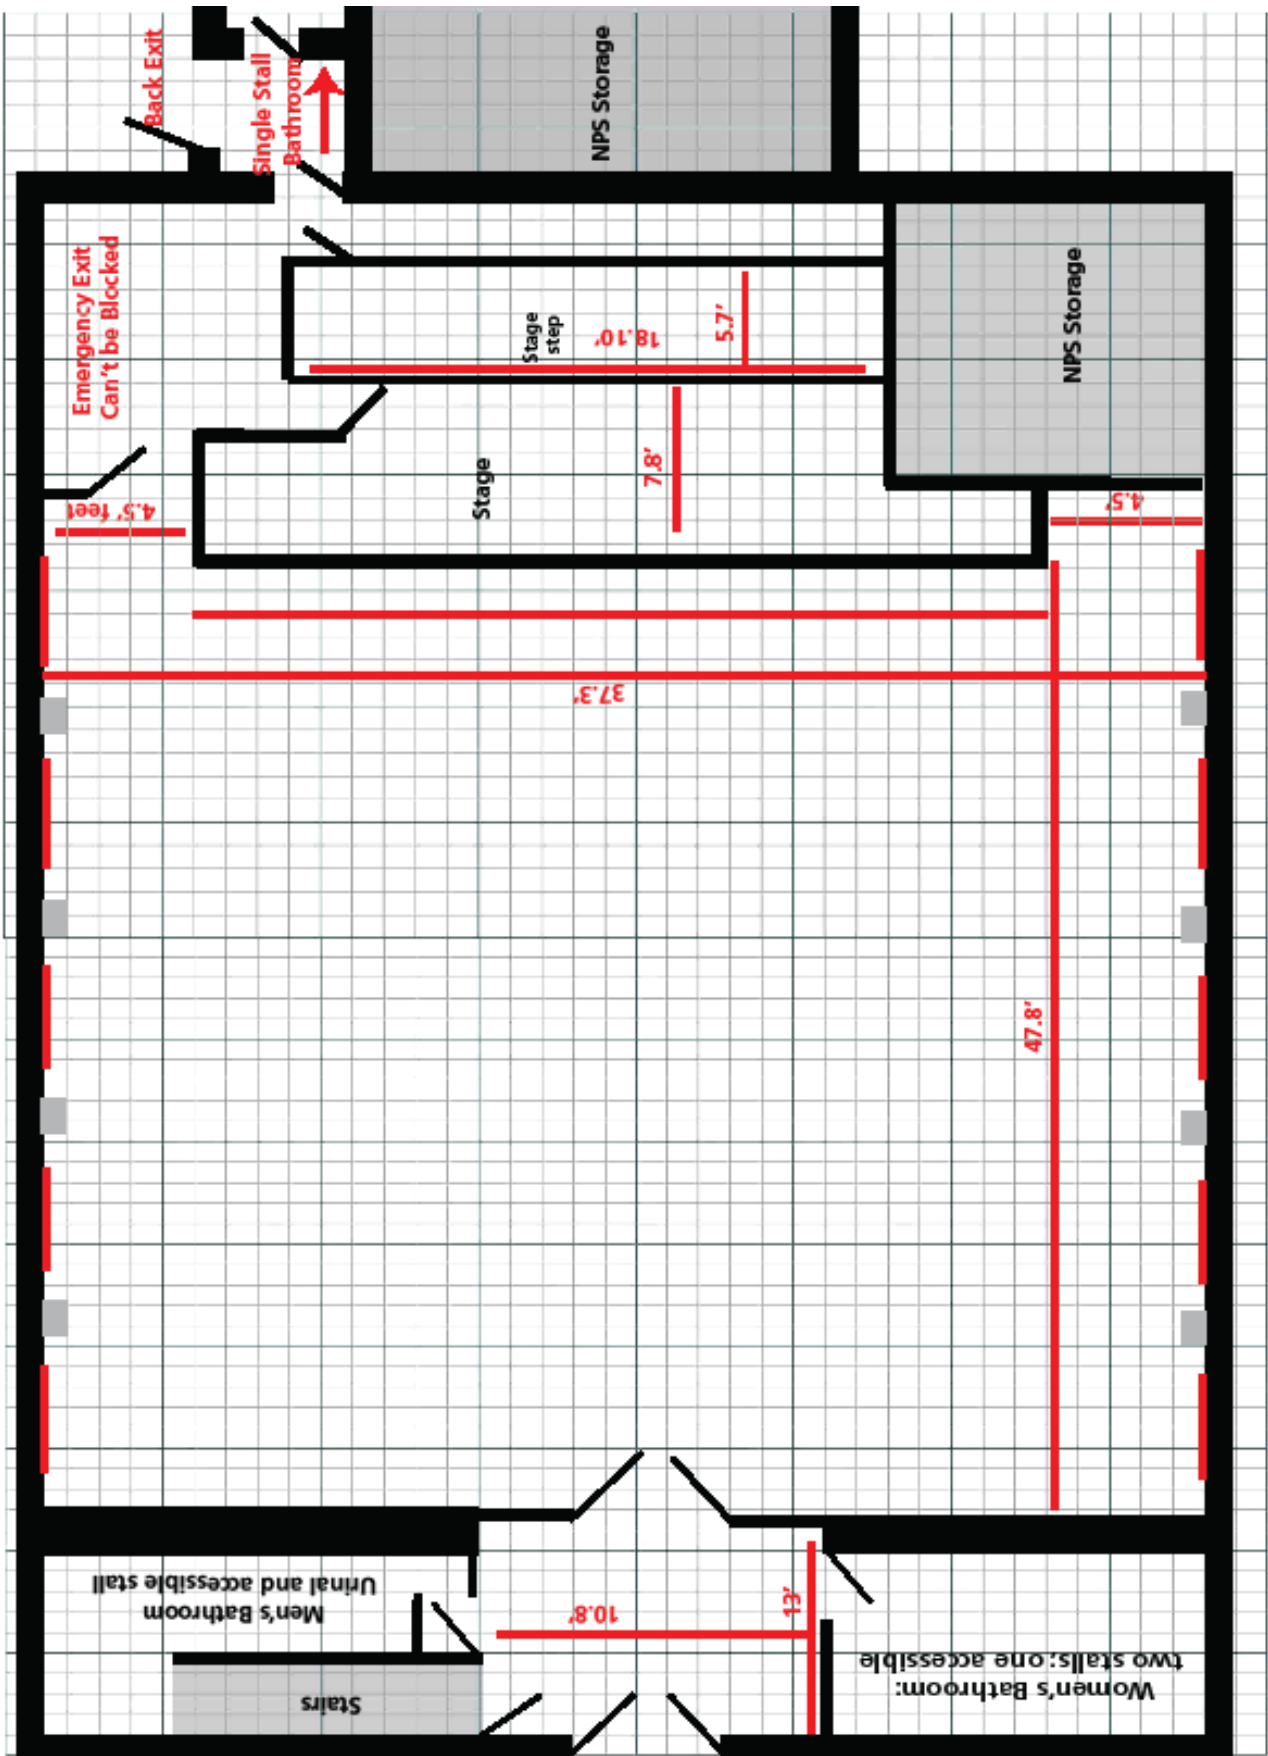 Back Exit
Single Stall
Bathroom
NPS Storage
Emergency Exit
Can't be Blocked
Stage
step
18.10'
5.7'
NPS Storage
Stage
7.8'
4.5' feet
4.5'
37.3'
47.8'
Men's Bathroom
Urinal and accessible stall
10.8'
13'
Women's Bathroom:
two stalls; one accessible
Stairs